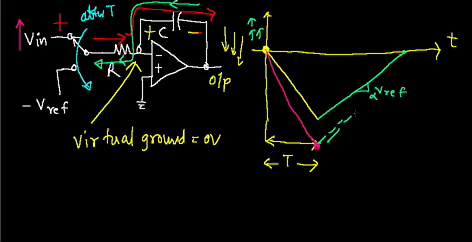 after T
+
Vin
+ C -
R
-
+
o/p
-Vref
virtual ground = 0V
t
αVref
←T→